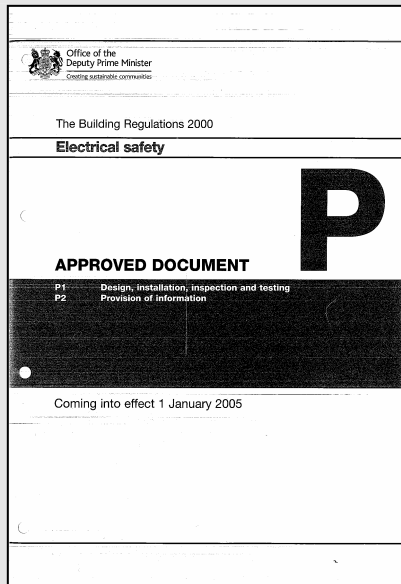 Office of the
Deputy Prime Minister
Creating sustainable communities
The Building Regulations 2000
Electrical safety
P
APPROVED DOCUMENT
P1 Design, installation, inspection and testing
P2 Provision of information
Coming into effect 1 January 2005